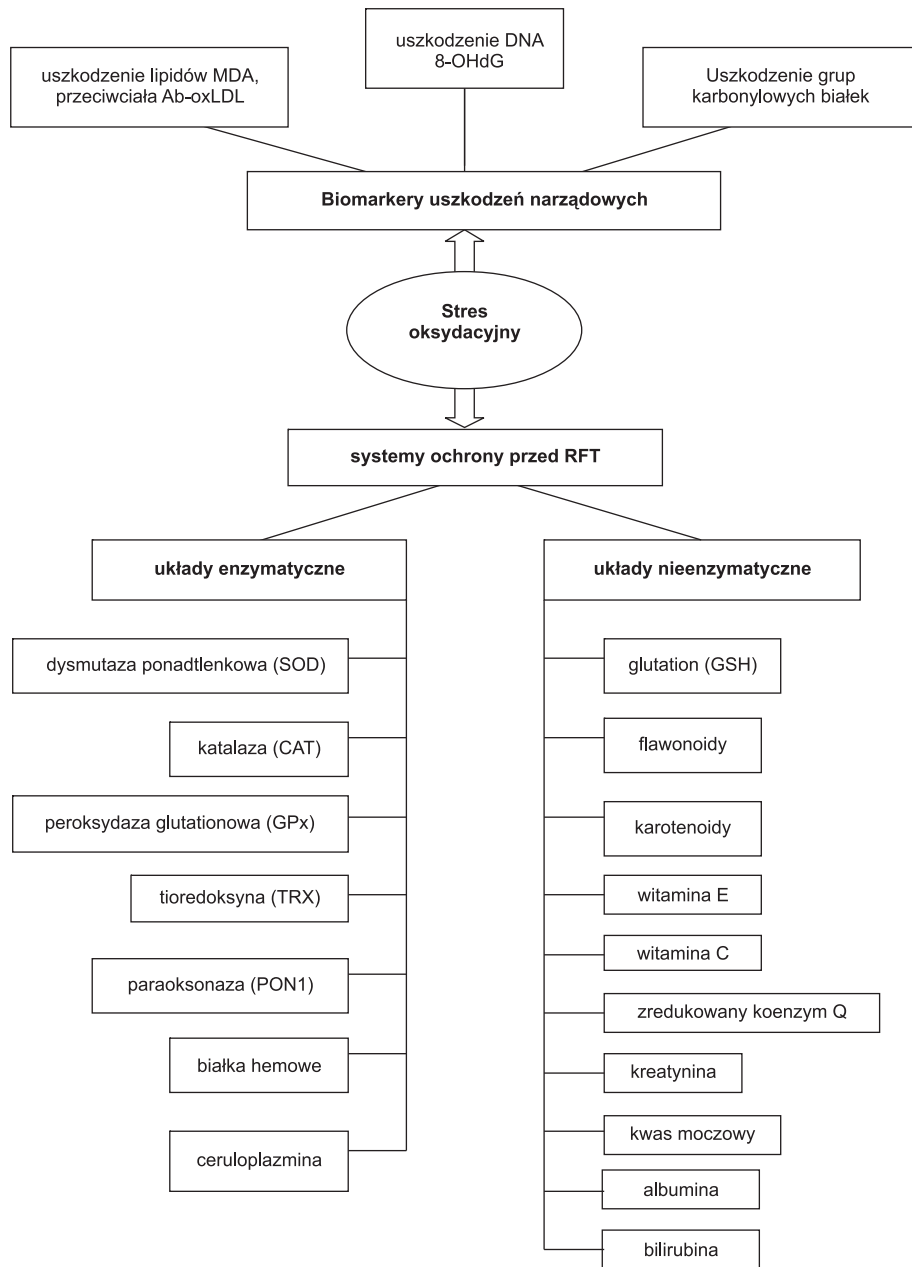 uszkodzenie DNA
8-OHdG
uszkodzenie lipidów MDA,
przeciwciała Ab-oxLDL
Uszkodzenie grup
karbonylowych białek
Biomarkery uszkodzeń narządowych
Stres
oksydacyjny
systemy ochrony przed RFT
układy enzymatyczne
dysmutaza ponadtlenkowa (SOD)
katalaza (CAT)
peroksydaza glutationowa (GPx)
tioredoksyna (TRX)
paraoksonaza (PON1)
białka hemowe
ceruloplazmina
układy nieenzymatyczne
glutation (GSH)
flawonoidy
karotenoidy
witamina E
witamina C
zredukowany koenzym Q
kreatynina
kwas moczowy
albumina
bilirubina